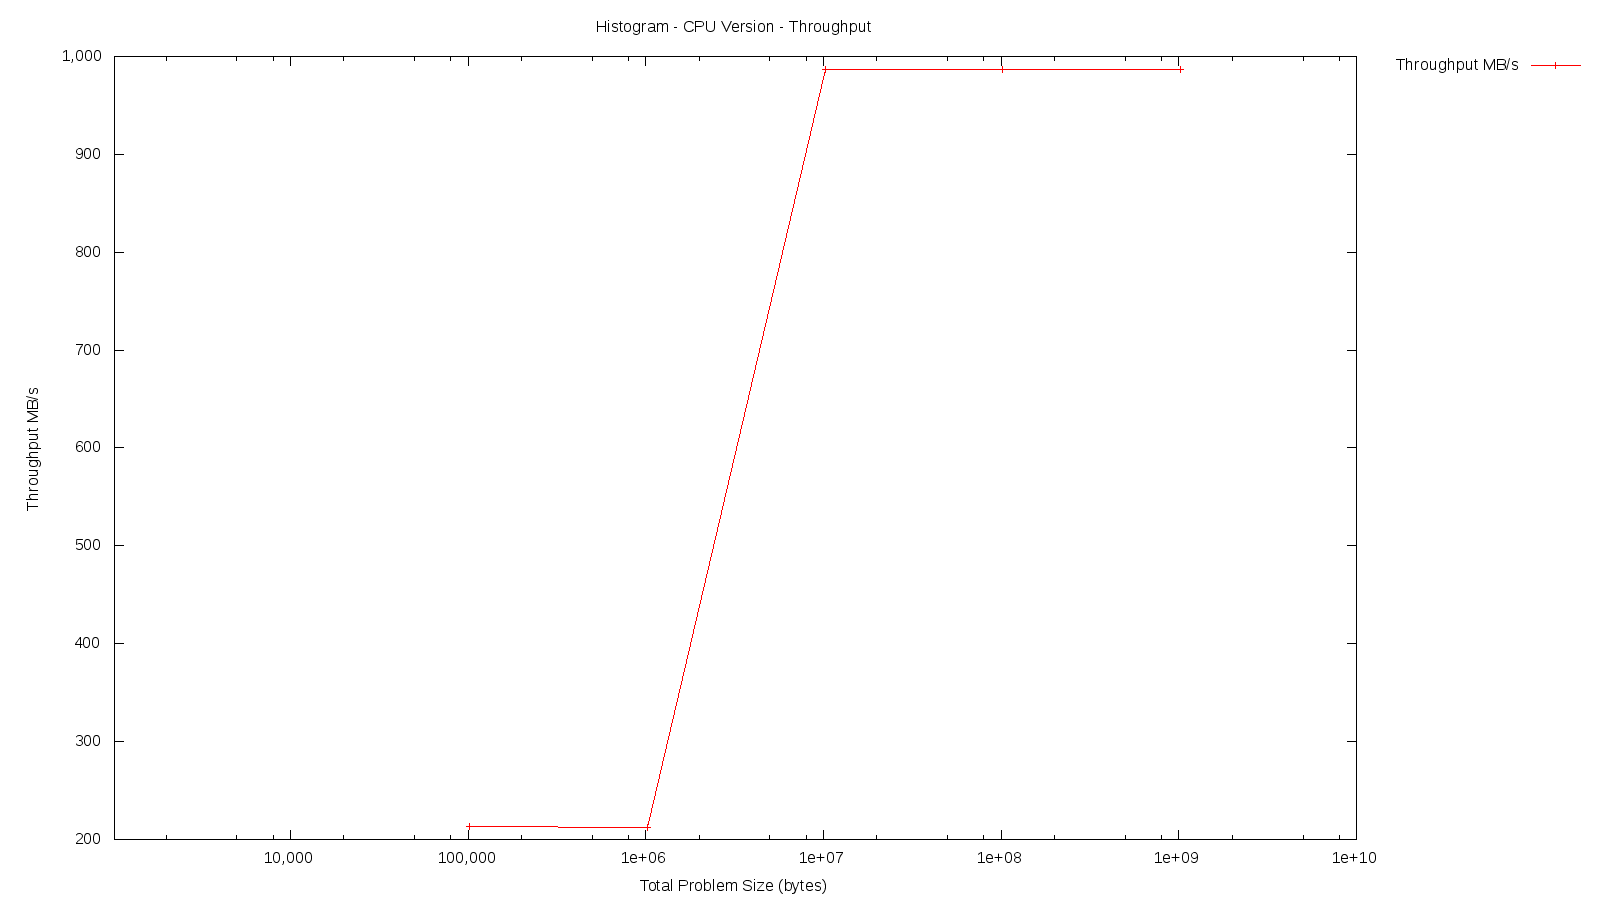 Histogram - CPU Version - Throughput
Throughput MB/s
1,000
900
800
700
600
500
400
300
200
Throughput MB/s
10,000
100,000
1e+06
1e+07
1e+08
1e+09
1e+10
Total Problem Size (bytes)